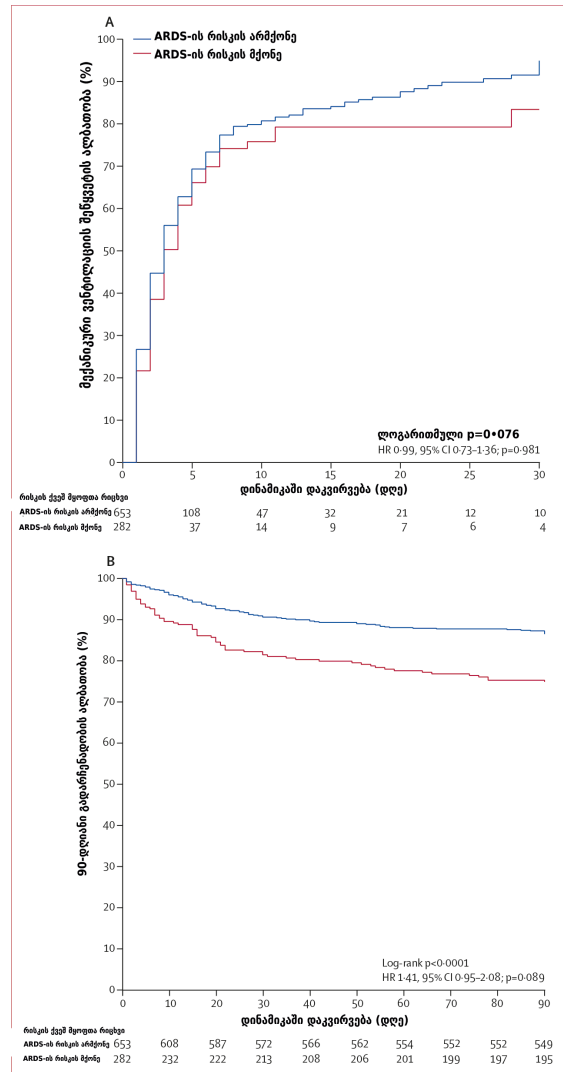 A
ARDS-ის რისკის არმქონე
ARDS-ის რისკის მქონე
მექანიკური ვენტილაციის შეწყვეტის ალბათობა (%)
100
90
80
70
60
50
40
30
20
10
0
ლოგარითმული p=0•076
HR 0·99, 95% CI 0·73–1·36; p=0·981
0 5 10 15 20 25 30
დინამიკაში დაკვირვება (დღე)
რისკის ქვეშ მყოფთა რიცხვი
ARDS-ის რისკის არმქონე 653 108 47 32 21 12 10
ARDS-ის რისკის მქონე 282 37 14 9 7 6 4
B
90-დღიანი გადარჩენადობის ალბათობა (%)
100
90
80
70
60
50
40
30
20
10
0
Log-rank p<0·0001
HR 1·41, 95% CI 0·95–2·08; p=0·089
0 10 20 30 40 50 60 70 80 90
დინამიკაში დაკვირვება (დღე)
რისკის ქვეშ მყოფთა რიცხვი
ARDS-ის რისკის არმქონე 653 608 587 572 566 562 554 552 552 549
ARDS-ის რისკის მქონე 282 232 222 213 208 206 201 199 197 195